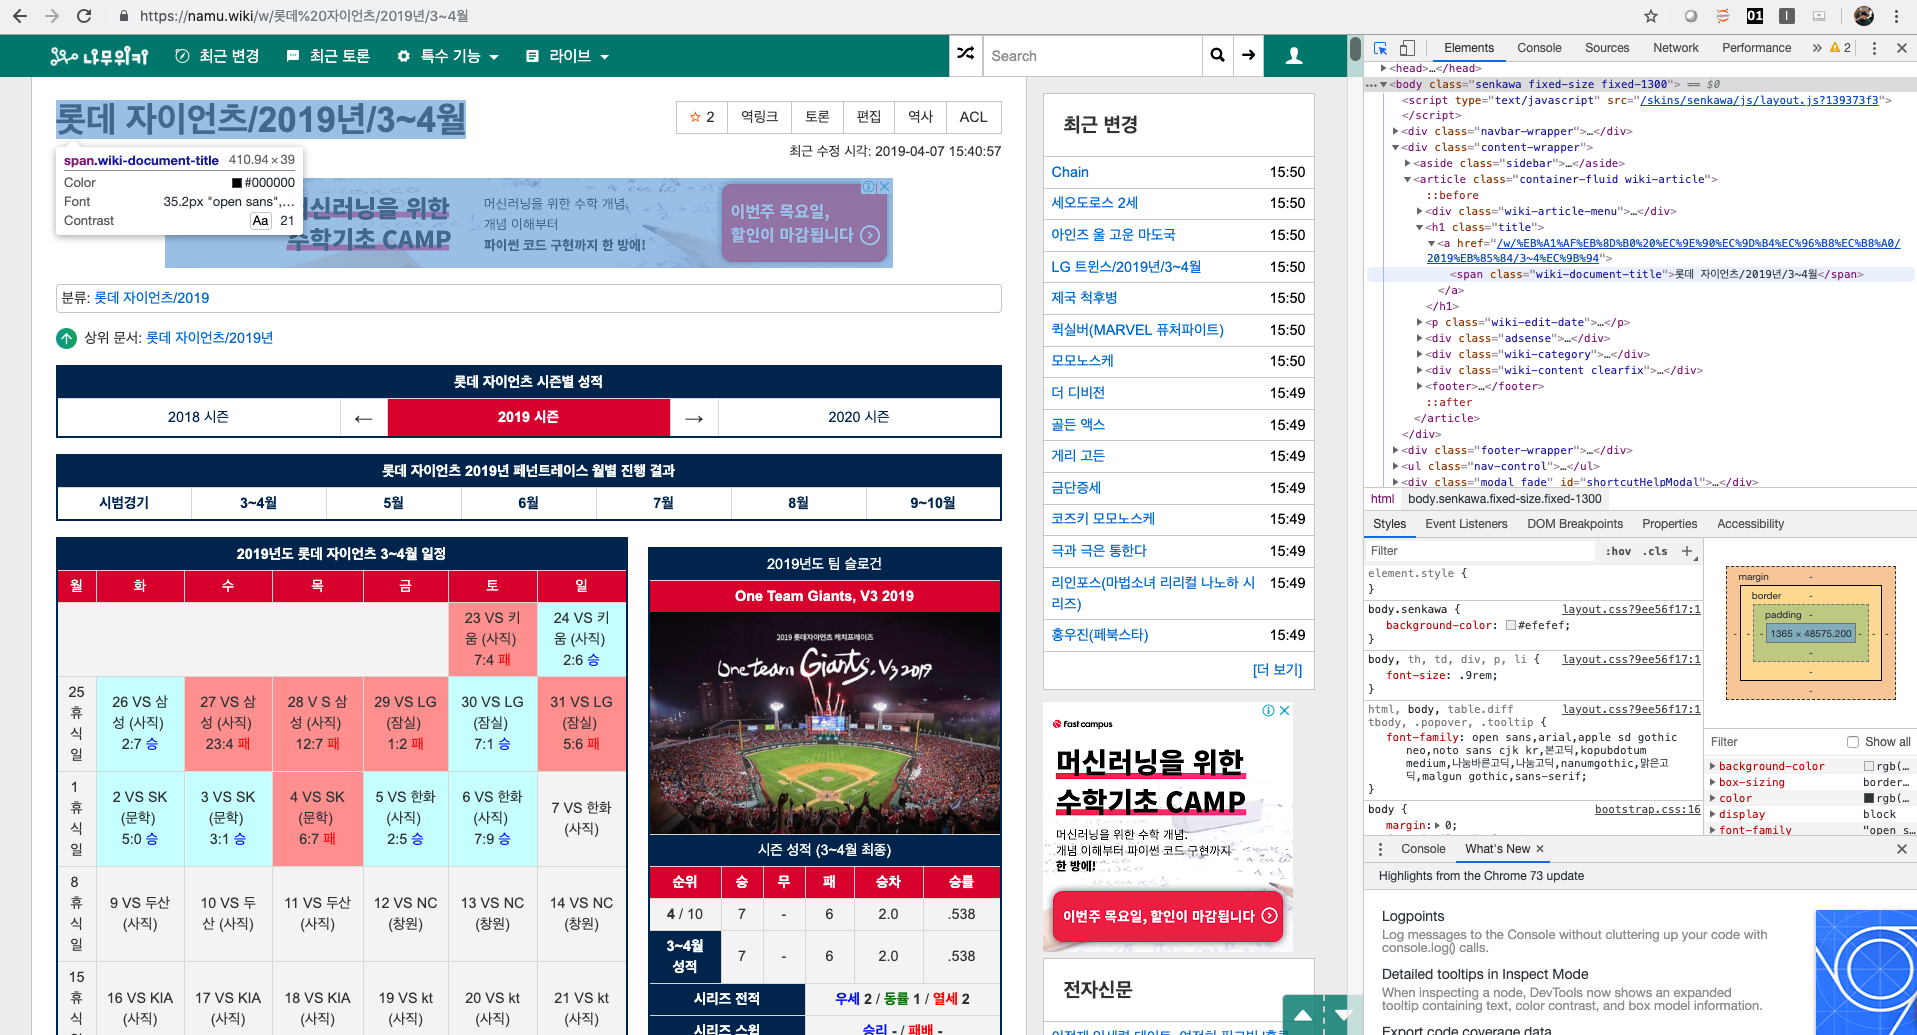 https://namu.wiki/w/롯데%20자이언츠/2019년/3~4월
나무위키 최근 변경 최근 토론 특수 기능 라이브 Search
롯데 자이언츠/2019년/3~4월
2 역링크 토론 편집 역사 ACL
최근 수정 시각: 2019-04-07 15:40:57
span.wiki-document-title 410.94×39
Color #000000
Font 35.2px "open sans",…
Contrast Aa 21
머신러닝을 위한 수학 개념,
개념 이해부터
파이썬 코드 구현까지 한 방에!
수학기초 CAMP
이번주 목요일,
할인이 마감됩니다
분류: 롯데 자이언츠/2019
상위 문서: 롯데 자이언츠/2019년
롯데 자이언츠 시즌별 성적
2018 시즌 ← 2019 시즌 → 2020 시즌
롯데 자이언츠 2019년 페넌트레이스 월별 진행 결과
시범경기 3~4월 5월 6월 7월 8월 9~10월
2019년도 롯데 자이언츠 3~4월 일정
월 화 수 목 금 토 일
23 VS 키움 (사직) 7:4 패 24 VS 키움 (사직) 2:6 승
25 휴식일 26 VS 삼성 (사직) 2:7 승 27 VS 삼성 (사직) 23:4 패 28 V S 삼성 (사직) 12:7 패 29 VS LG (잠실) 1:2 패 30 VS LG (잠실) 7:1 승 31 VS LG (잠실) 5:6 패
1 휴식일 2 VS SK (문학) 5:0 승 3 VS SK (문학) 3:1 승 4 VS SK (문학) 6:7 패 5 VS 한화 (사직) 2:5 승 6 VS 한화 (사직) 7:9 승 7 VS 한화 (사직)
8 휴식일 9 VS 두산 (사직) 10 VS 두산 (사직) 11 VS 두산 (사직) 12 VS NC (창원) 13 VS NC (창원) 14 VS NC (창원)
15 휴식 16 VS KIA (사직) 17 VS KIA (사직) 18 VS KIA (사직) 19 VS kt (사직) 20 VS kt (사직) 21 VS kt (사직)
2019년도 팀 슬로건
One Team Giants, V3 2019
2019 롯데자이언츠 캐치프레이즈
One team Giants. V3 2019
시즌 성적 (3~4월 최종)
순위 승 무 패 승차 승률
4 / 10 7 - 6 2.0 .538
3~4월 성적 7 - 6 2.0 .538
시리즈 전적 우세 2 / 동률 1 / 열세 2
시리즈 스윕 승리 - / 패배 -
최근 변경
Chain 15:50
세오도로스 2세 15:50
아인즈 울 고운 마도국 15:50
LG 트윈스/2019년/3~4월 15:50
제국 척후병 15:50
퀵실버(MARVEL 퓨처파이트) 15:50
모모노스케 15:50
더 디비전 15:49
골든 액스 15:49
게리 고든 15:49
금단증세 15:49
코즈키 모모노스케 15:49
극과 극은 통한다 15:49
리인포스(마법소녀 리리컬 나노하 시리즈) 15:49
홍우진(페북스타) 15:49
[더 보기]
Fast campus
머신러닝을 위한
수학기초 CAMP
머신러닝을 위한 수학 개념,
개념 이해부터 파이썬 코드 구현까지
한 방에!
이번주 목요일, 할인이 마감됩니다
전자신문
Elements Console Sources Network Performance » 2
<head>…</head>
<body class="senkawa fixed-size fixed-1300"> == $0
<script type="text/javascript" src="/skins/senkawa/js/layout.js?139373f3">
</script>
<div class="navbar-wrapper">…</div>
<div class="content-wrapper">
<aside class="sidebar">…</aside>
<article class="container-fluid wiki-article">
::before
<div class="wiki-article-menu">…</div>
<h1 class="title">
<a href="/w/%EB%A1%AF%EB%8D%B0%20%EC%9E%90%EC%9D%B4%EC%96%B8%EC%B8%A0/
2019%EB%85%84/3~4%EC%9B%94">
<span class="wiki-document-title">롯데 자이언츠/2019년/3~4월</span>
</a>
</h1>
<p class="wiki-edit-date">…</p>
<div class="adsense">…</div>
<div class="wiki-category">…</div>
<div class="wiki-content clearfix">…</div>
<footer>…</footer>
::after
</article>
</div>
<div class="footer-wrapper">…</div>
<ul class="nav-control">…</ul>
<div class="modal fade" id="shortcutHelpModal">…</div>
html body.senkawa.fixed-size.fixed-1300
Styles Event Listeners DOM Breakpoints Properties Accessibility
Filter :hov .cls +
element.style {
}
body.senkawa { layout.css?9ee56f17:1
background-color: #efefef;
}
body, th, td, div, p, li { layout.css?9ee56f17:1
font-size: .9rem;
}
html, body, table.diff layout.css?9ee56f17:1
tbody, .popover, .tooltip {
font-family: open sans,arial,apple sd gothic
neo,noto sans cjk kr,본고딕,kopubdotum
medium,나눔바른고딕,나눔고딕,nanumgothic,맑은고
딕,malgun gothic,sans-serif;
}
body { bootstrap.css:16
margin: 0;
margin -
border -
padding -
1365 × 48575.200
Filter Show all
background-color rgb(…
box-sizing border…
color rgb(…
display block
font-family "open s…
Console What's New ×
Highlights from the Chrome 73 update
Logpoints
Log messages to the Console without cluttering up your code with
console.log() calls.
Detailed tooltips in Inspect Mode
When inspecting a node, DevTools now shows an expanded
tooltip containing text, color contrast, and box model information.
Export code coverage data